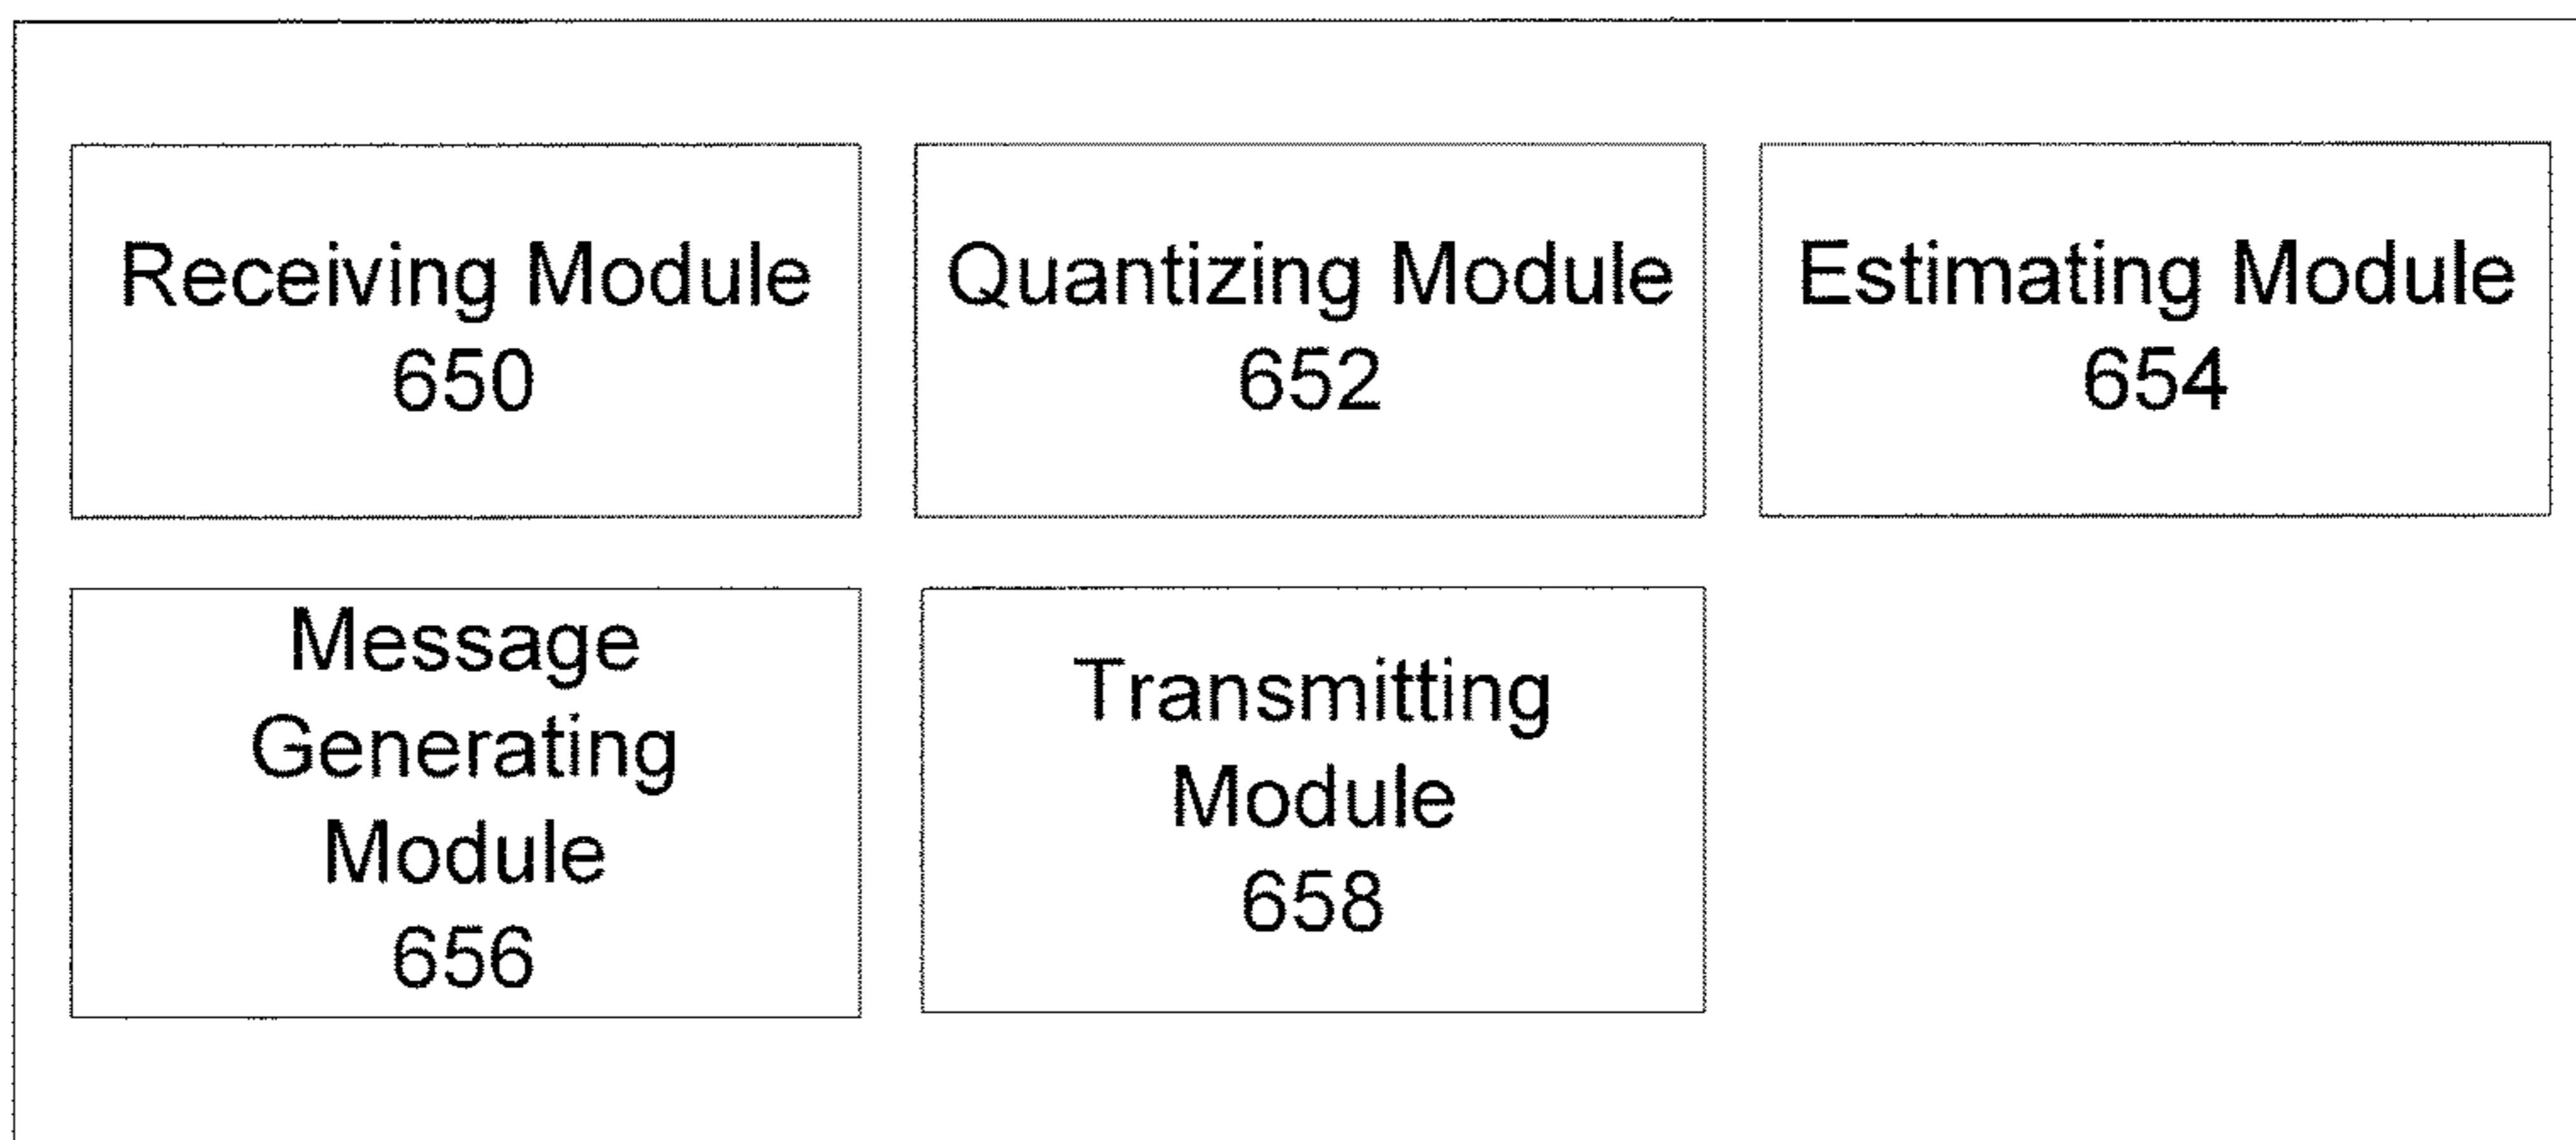 Receiving Module
650
Quantizing Module
652
Estimating Module
654
Message
Generating
Module
656
Transmitting
Module
658